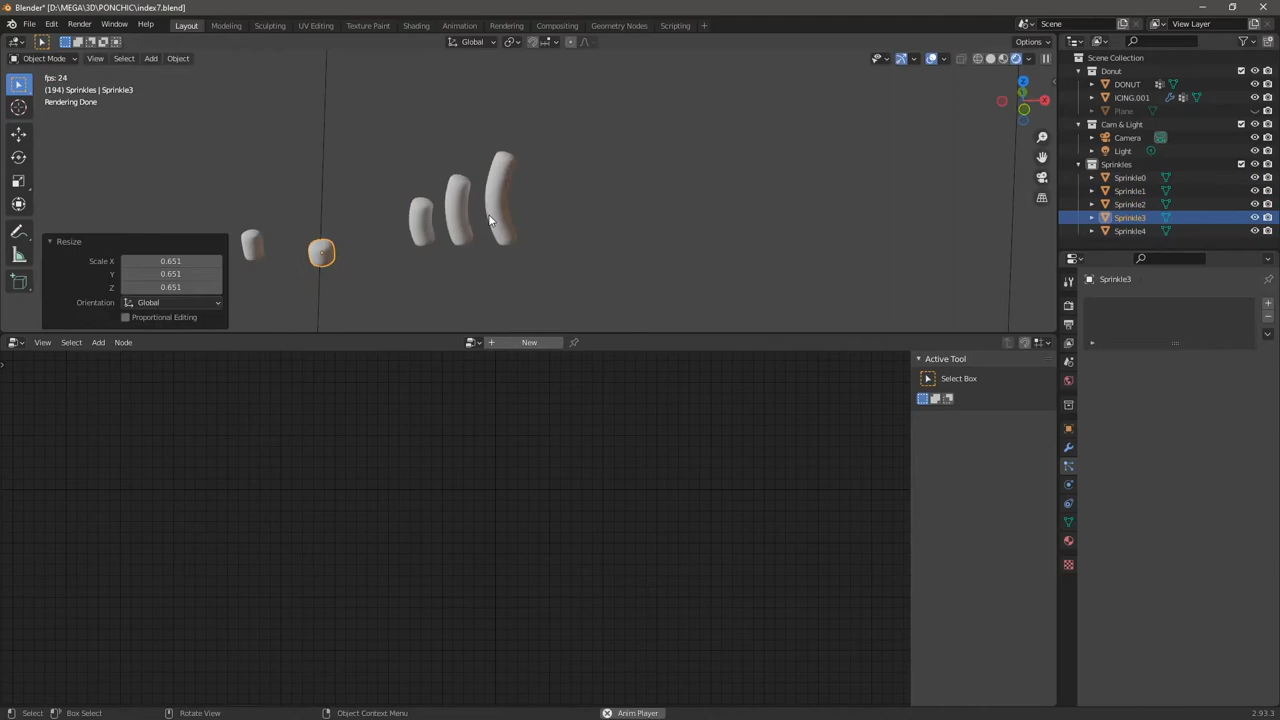 Blender* [D:\MEGA\3D\PONCHIC\index7.blend]
File Edit Render Window Help Layout Modeling Sculpting UV Editing Texture Paint Shading Animation Rendering Compositing Geometry Nodes Scripting + Scene View Layer
Global Options
Object Mode View Select Add Object
fps: 24
(194) Sprinkles | Sprinkle3
Rendering Done
Z
Y
X
Resize
Scale X 0.651
Y 0.651
Z 0.651
Orientation Global
Proportional Editing
Scene Collection
Donut
DONUT
ICING.001
Plane
Cam & Light
Camera
Light
Sprinkles
Sprinkle0
Sprinkle1
Sprinkle2
Sprinkle3
Sprinkle4
Sprinkle3
View Select Add Node + New
Active Tool
Select Box
Select Box Select Rotate View Object Context Menu Anim Player 2.93.3